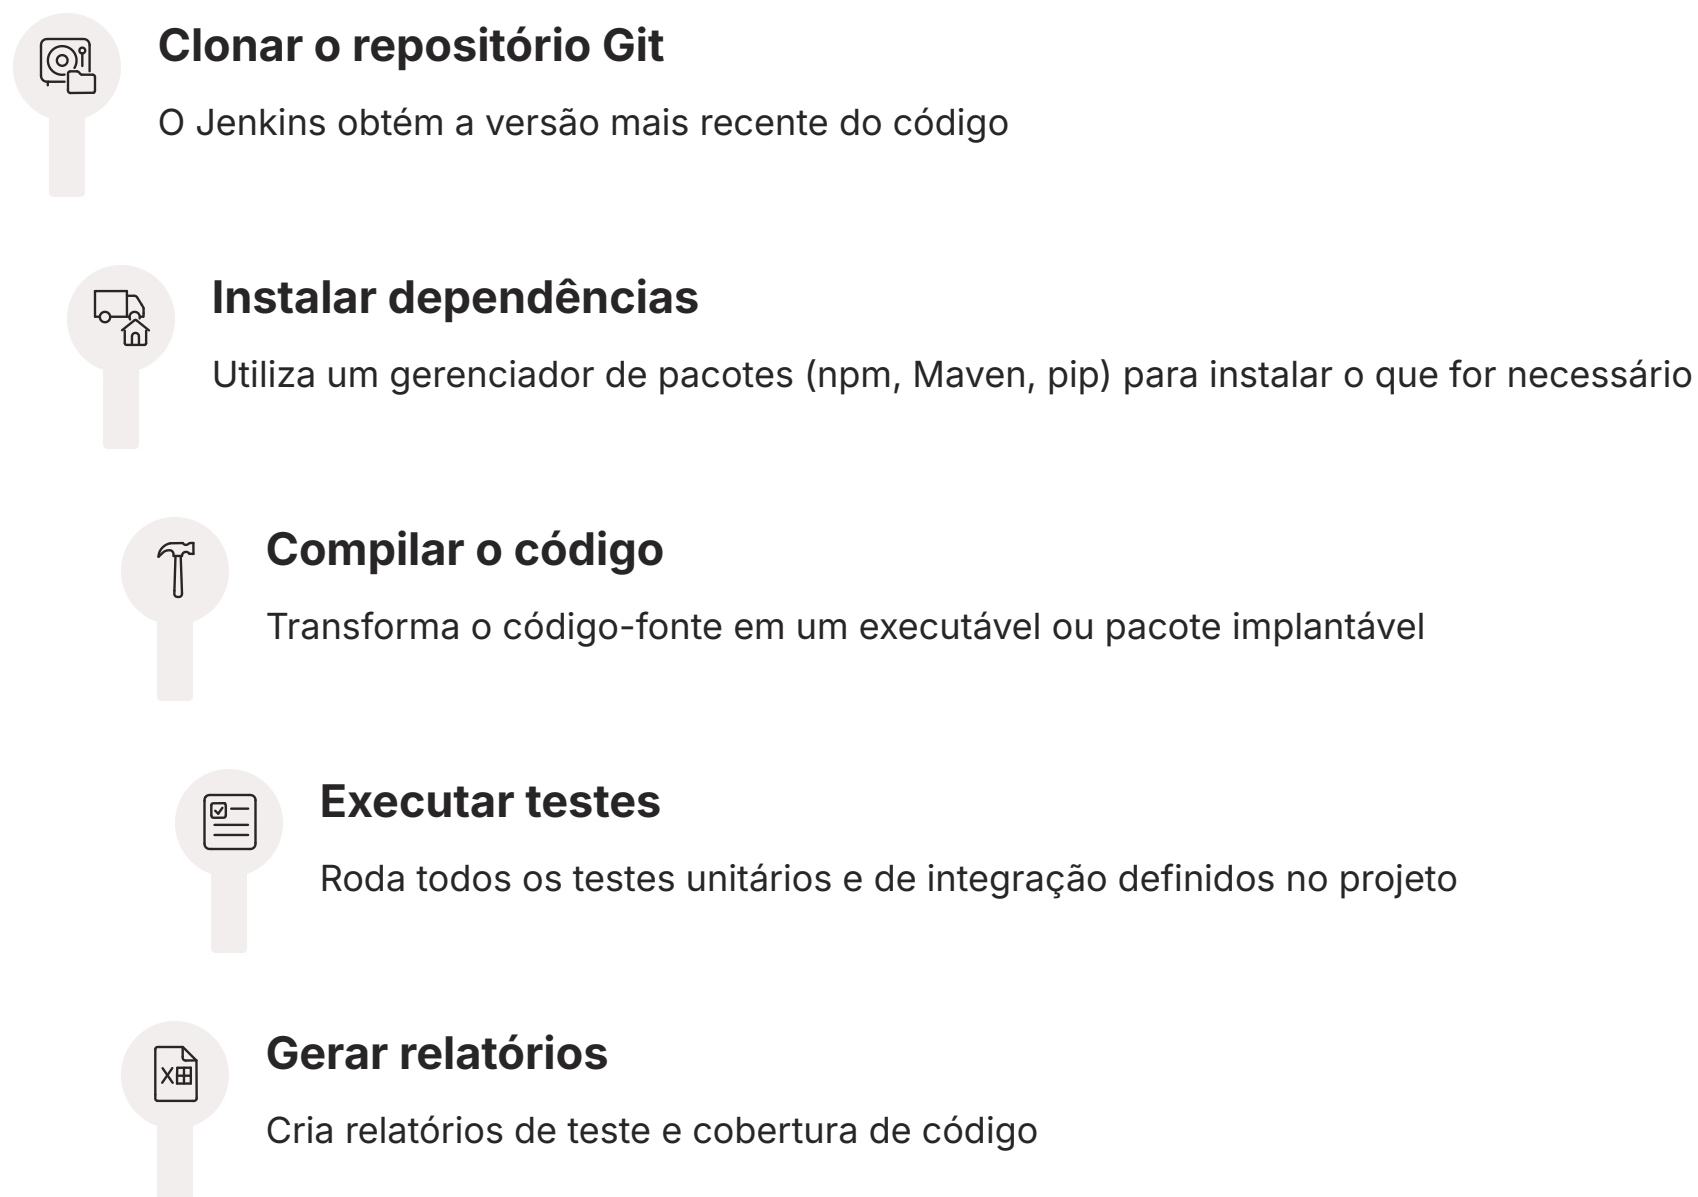 Clonar o repositório Git
O Jenkins obtém a versão mais recente do código
Instalar dependências
Utiliza um gerenciador de pacotes (npm, Maven, pip) para instalar o que for necessário
Compilar o código
Transforma o código-fonte em um executável ou pacote implantável
Executar testes
Roda todos os testes unitários e de integração definidos no projeto
X
Gerar relatórios
Cria relatórios de teste e cobertura de código